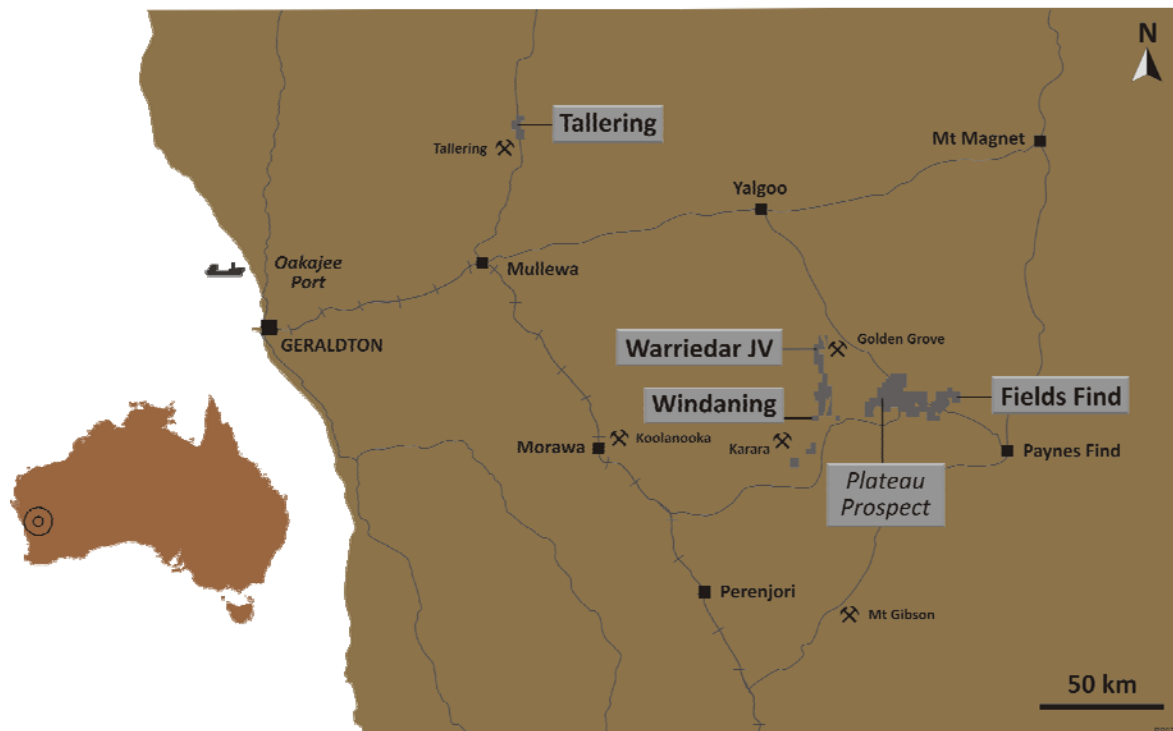 N
Tallering
Tallering
Mt Magnet
Yalgoo
Oakajee
Port
Mullewa
GERALDTON
Warriedar JV
Golden Grove
Windaning
Fields Find
Morawa
Koolanooka
Karara
Paynes Find
Plateau
Prospect
Perenjori
Mt Gibson
50 km